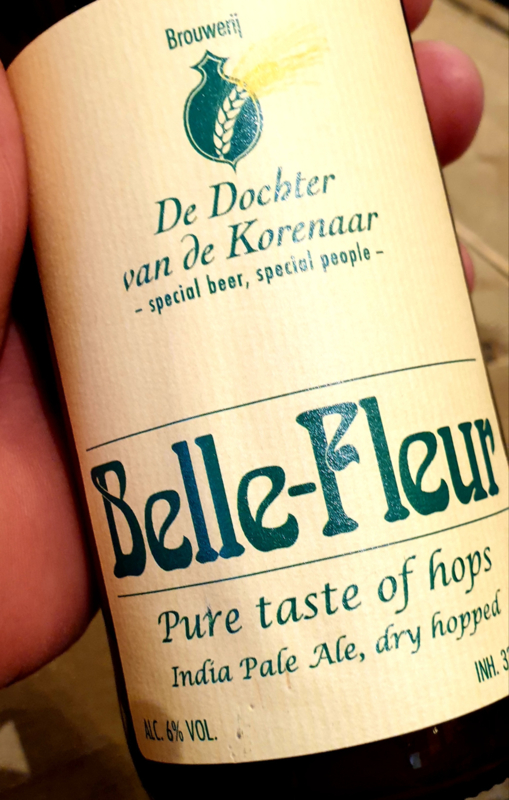 Brouwerij
De Dochter
van de Korenaar
- special beer, special people -
Belle-Fleur
Pure taste of hops
India Pale Ale, dry hopped
INH.
ALC. 6% VOL.